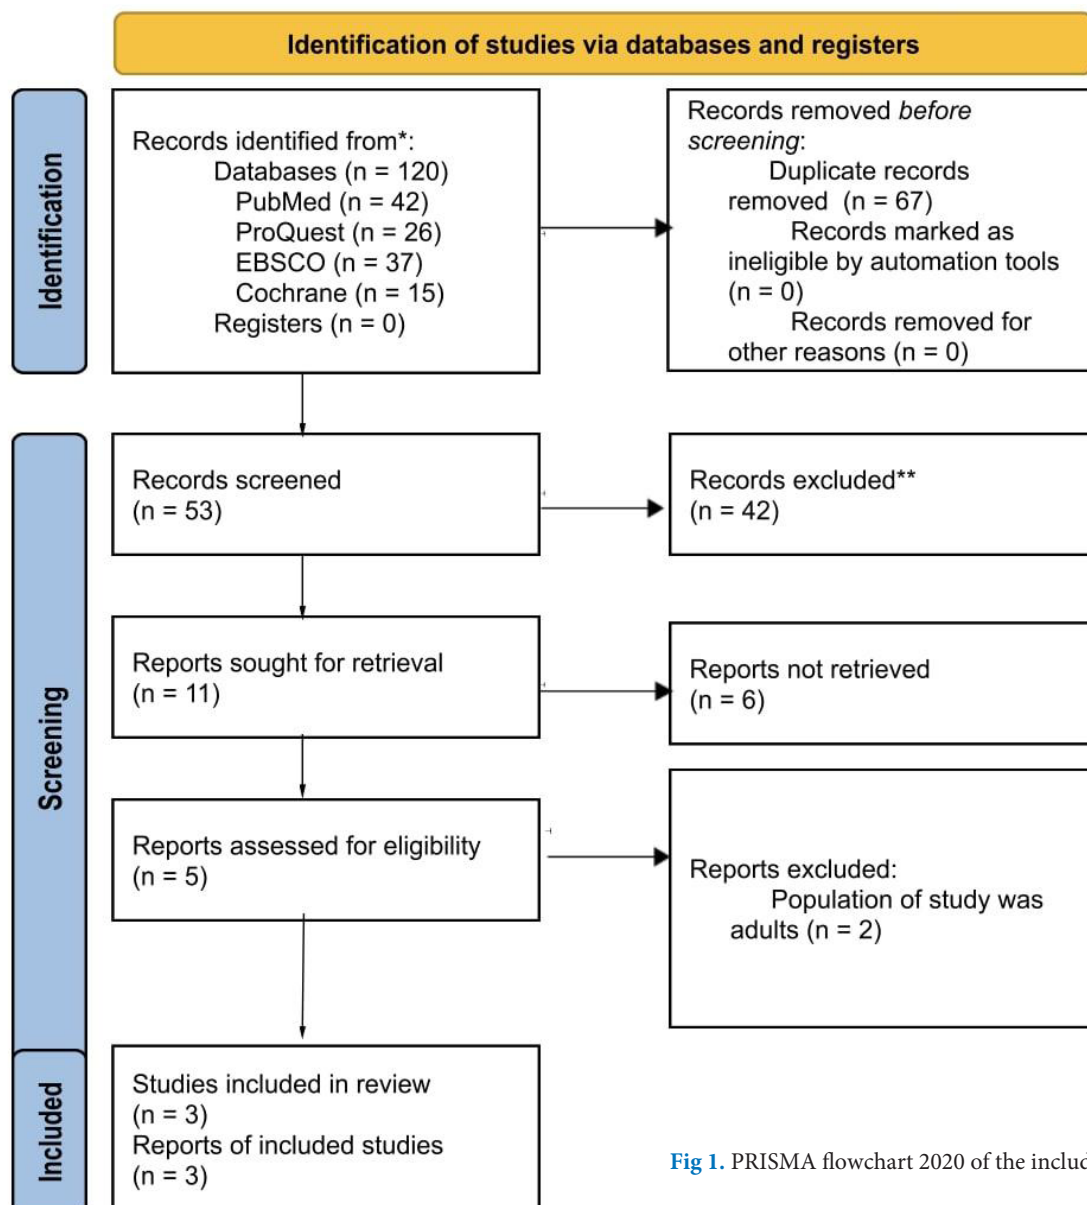 Identification of studies via databases and registers
Identification
Records identified from*:
Databases (n = 120)
PubMed (n = 42)
ProQuest (n = 26)
EBSCO (n = 37)
Cochrane (n = 15)
Registers (n = 0)
Records removed before
screening:
Duplicate records
removed (n = 67)
Records marked as
ineligible by automation tools
(n = 0)
Records removed for
other reasons (n = 0)
Screening
Records screened
(n = 53)
Records excluded**
(n = 42)
Reports sought for retrieval
(n = 11)
Reports not retrieved
(n = 6)
Reports assessed for eligibility
(n = 5)
Reports excluded:
Population of study was
adults (n = 2)
Included
Studies included in review
(n = 3)
Reports of included studies
(n = 3)
Fig 1. PRISMA flowchart 2020 of the includ